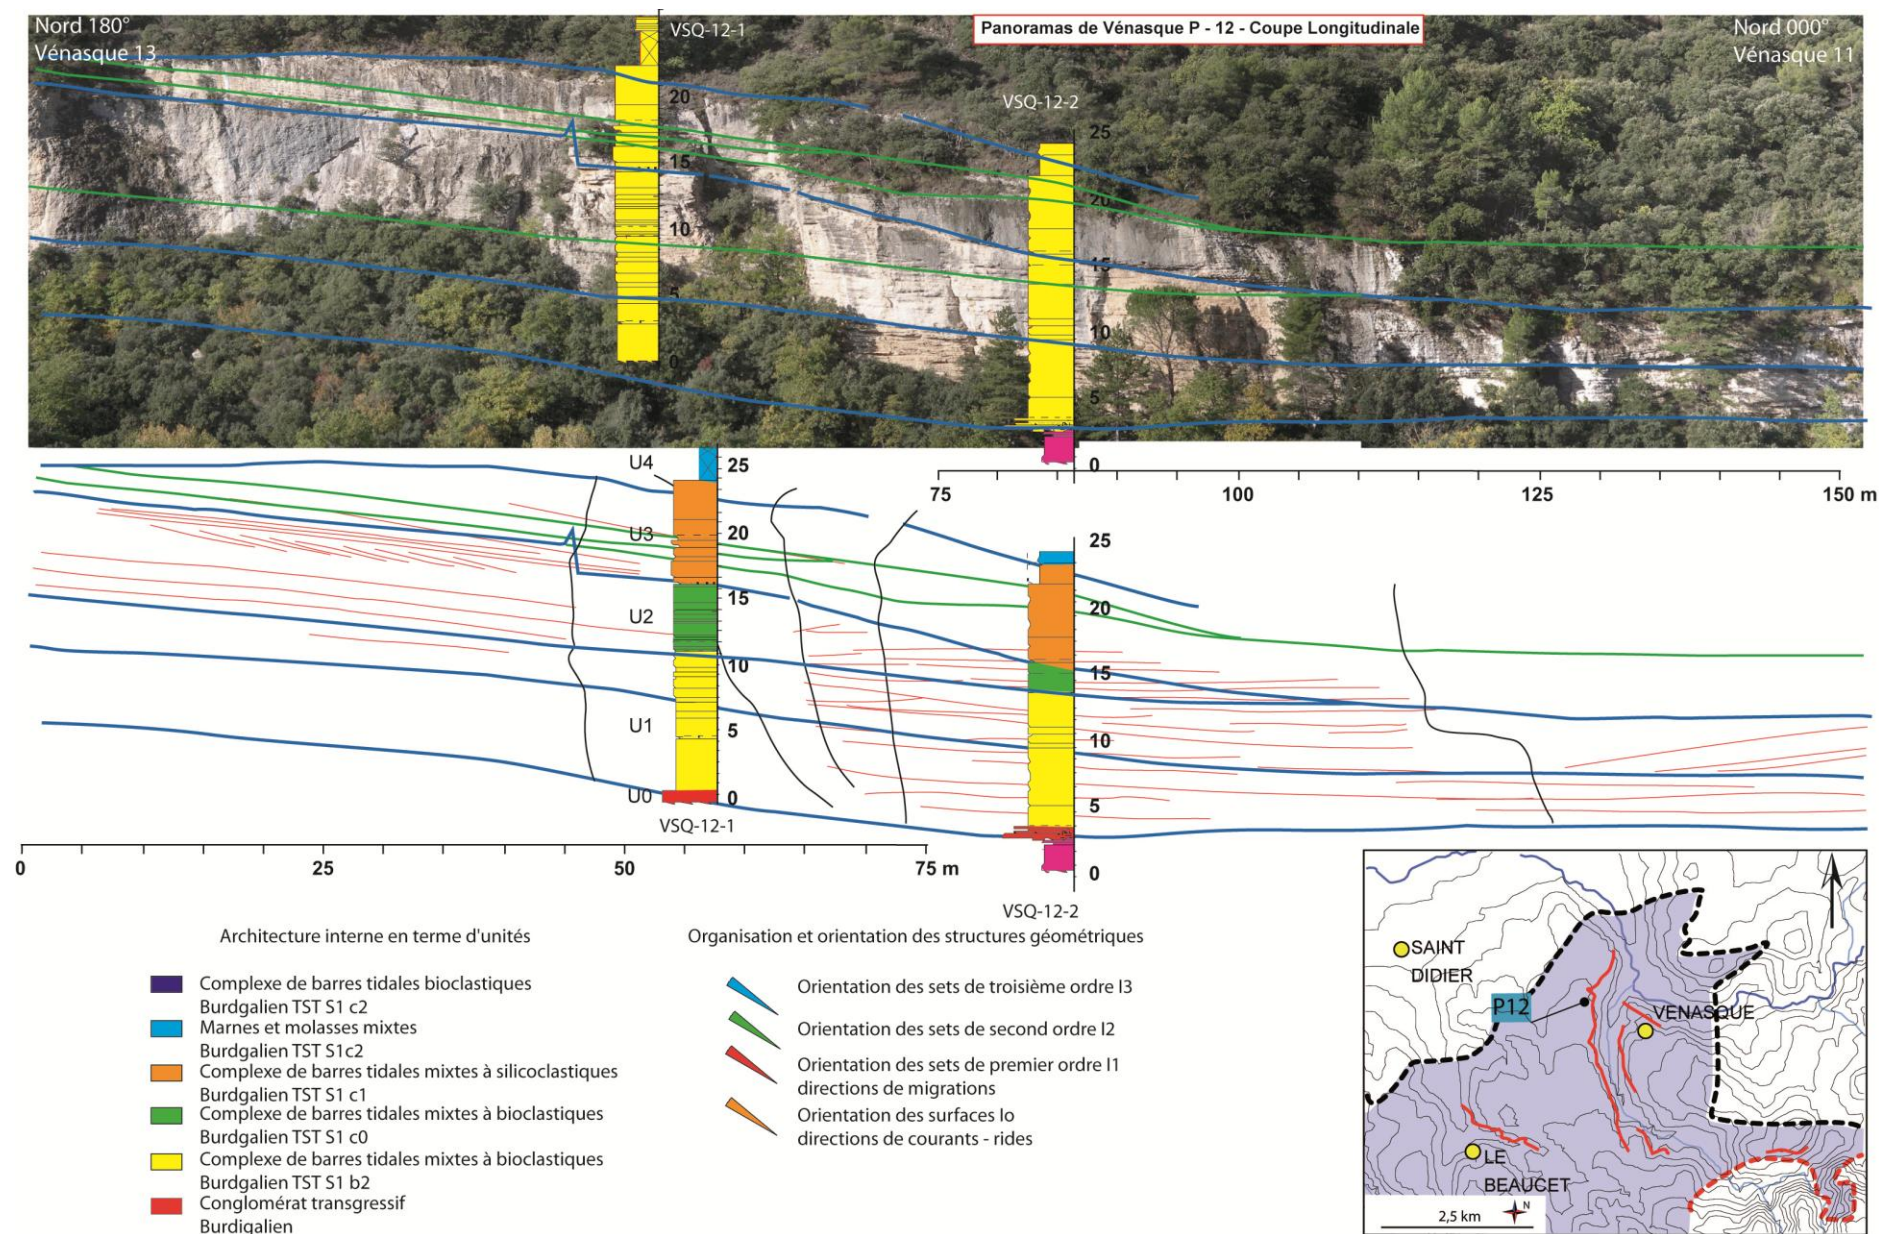 Nord 180°
Vénasque 13
VSQ-12-1
Panoramas de Vénasque P - 12 - Coupe Longitudinale
Nord 000°
Vénasque 11
VSQ-12-2
20
15
10
5
0
25
20
15
10
5
0
U4
25
U3
20
15
U2
10
U1
5
U0
0
VSQ-12-1
75
100
125
150 m
25
20
15
10
5
0
VSQ-12-2
0
25
50
75 m
Architecture interne en terme d'unités
Complexe de barres tidales bioclastiques
Burdgalien TST S1 c2
Marnes et molasses mixtes
Burdgalien TST S1c2
Complexe de barres tidales mixtes à silicoclastiques
Burdgalien TST S1 c1
Complexe de barres tidales mixtes à bioclastiques
Burdgalien TST S1 c0
Complexe de barres tidales mixtes à bioclastiques
Burdgalien TST S1 b2
Conglomérat transgressif
Burdigalien
Organisation et orientation des structures géométriques
Orientation des sets de troisième ordre I3
Orientation des sets de second ordre I2
Orientation des sets de premier ordre I1
directions de migrations
Orientation des surfaces Io
directions de courants - rides
SAINT
DIDIER
P12
VENASQUE
LE
BEAUCET
2,5 km
N